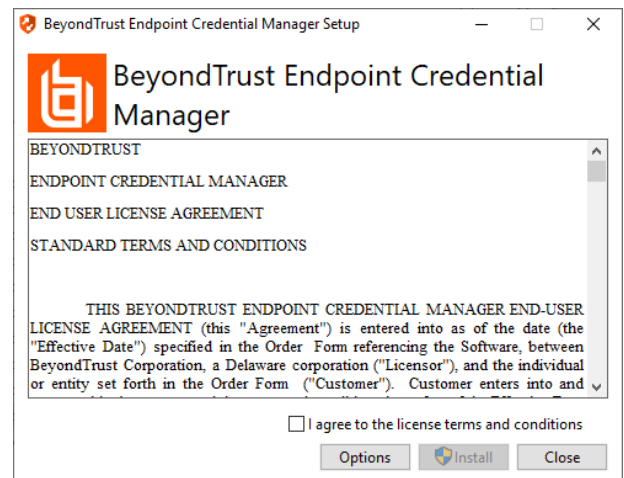 BeyondTrust Endpoint Credential Manager Setup
BeyondTrust Endpoint Credential
Manager
BEYONDTRUST
ENDPOINT CREDENTIAL MANAGER
END USER LICENSE AGREEMENT
STANDARD TERMS AND CONDITIONS
THIS BEYONDTRUST ENDPOINT CREDENTIAL MANAGER END-USER
LICENSE AGREEMENT (this "Agreement") is entered into as of the date (the
"Effective Date") specified in the Order Form referencing the Software, between
BeyondTrust Corporation, a Delaware corporation ("Licensor"), and the individual
or entity set forth in the Order Form ("Customer"). Customer enters into and
I agree to the license terms and conditions
Options
Install
Close